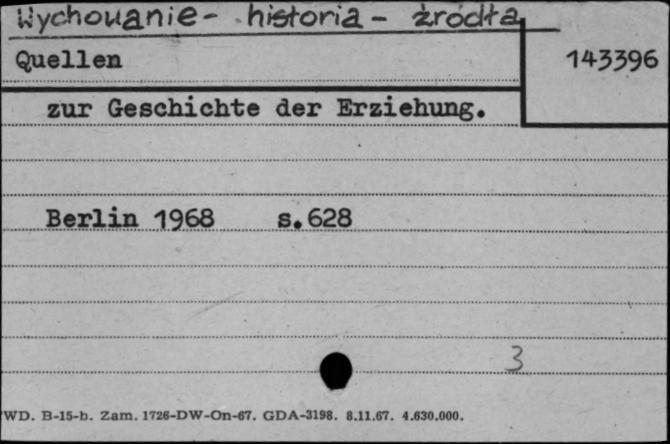 Wychowanie - historia - źródła
Quellen
143396
zur Geschichte der Erziehung.
Berlin 1968 s.628
3
WD. B-15-b. Zam. 1726-DW-On-67. GDA-3198. 8.11.67. 4.630.000.